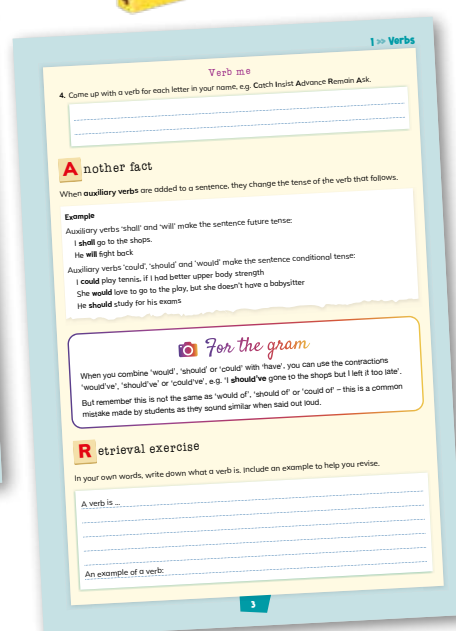 1 >> Verbs
Verb me
4. Come up with a verb for each letter in your name, e.g. Catch Insist Advance Remain Ask.
Another fact
When auxiliary verbs are added to a sentence, they change the tense of the verb that follows.
Example
Auxiliary verbs 'shall' and 'will' make the sentence future tense:
I shall go to the shops.
He will fight back
Auxiliary verbs 'could', 'should' and 'would' make the sentence conditional tense:
I could play tennis, if I had better upper body strength
She would love to go to the play, but she doesn't have a babysitter
He should study for his exams
For the gram
When you combine 'would', 'should' or 'could' with 'have', you can use the contractions
'would've', 'should've' or 'could've', e.g. 'I should've gone to the shops but I left it too late'.
But remember this is not the same as 'would of', 'should of' or 'could of' – this is a common
mistake made by students as they sound similar when said out loud.
Retrieval exercise
In your own words, write down what a verb is. Include an example to help you revise.
A verb is ...
An example of a verb:
3